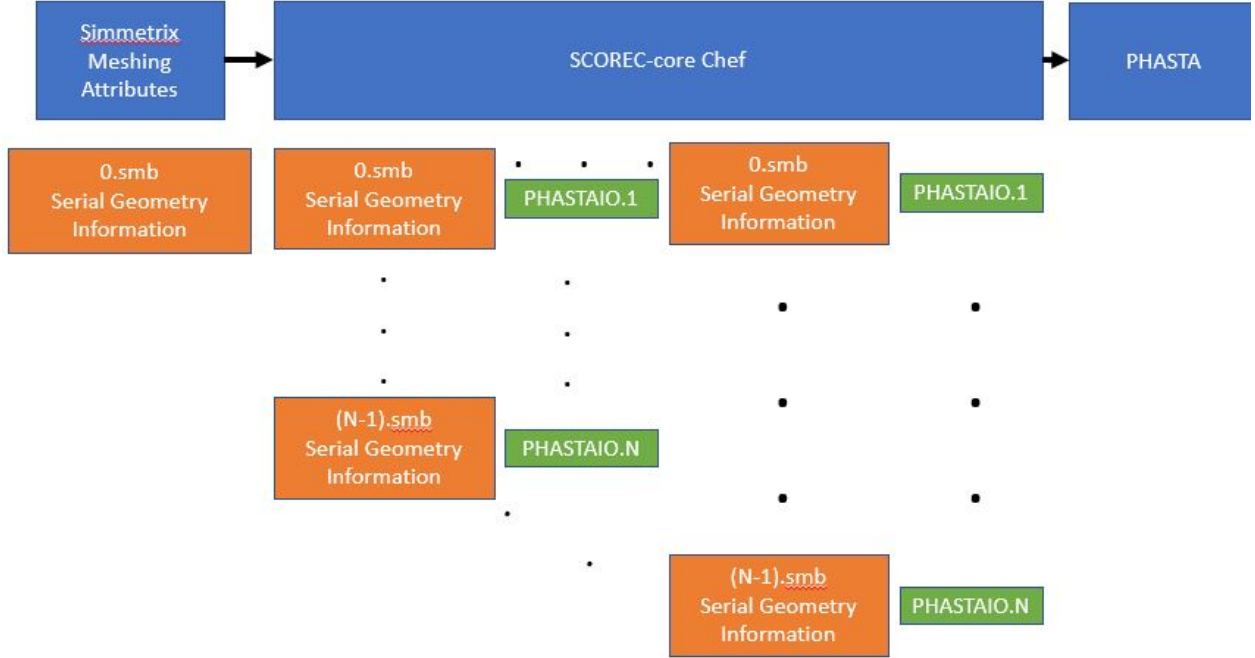 Simmetrix
Meshing
Attributes
SCOREC-core Chef
PHASTA
0.smb
Serial Geometry
Information
0.smb
Serial Geometry
Information
PHASTAIO.1
0.smb
Serial Geometry
Information
PHASTAIO.1
(N-1).smb
Serial Geometry
Information
PHASTAIO.N
(N-1).smb
Serial Geometry
Information
PHASTAIO.N